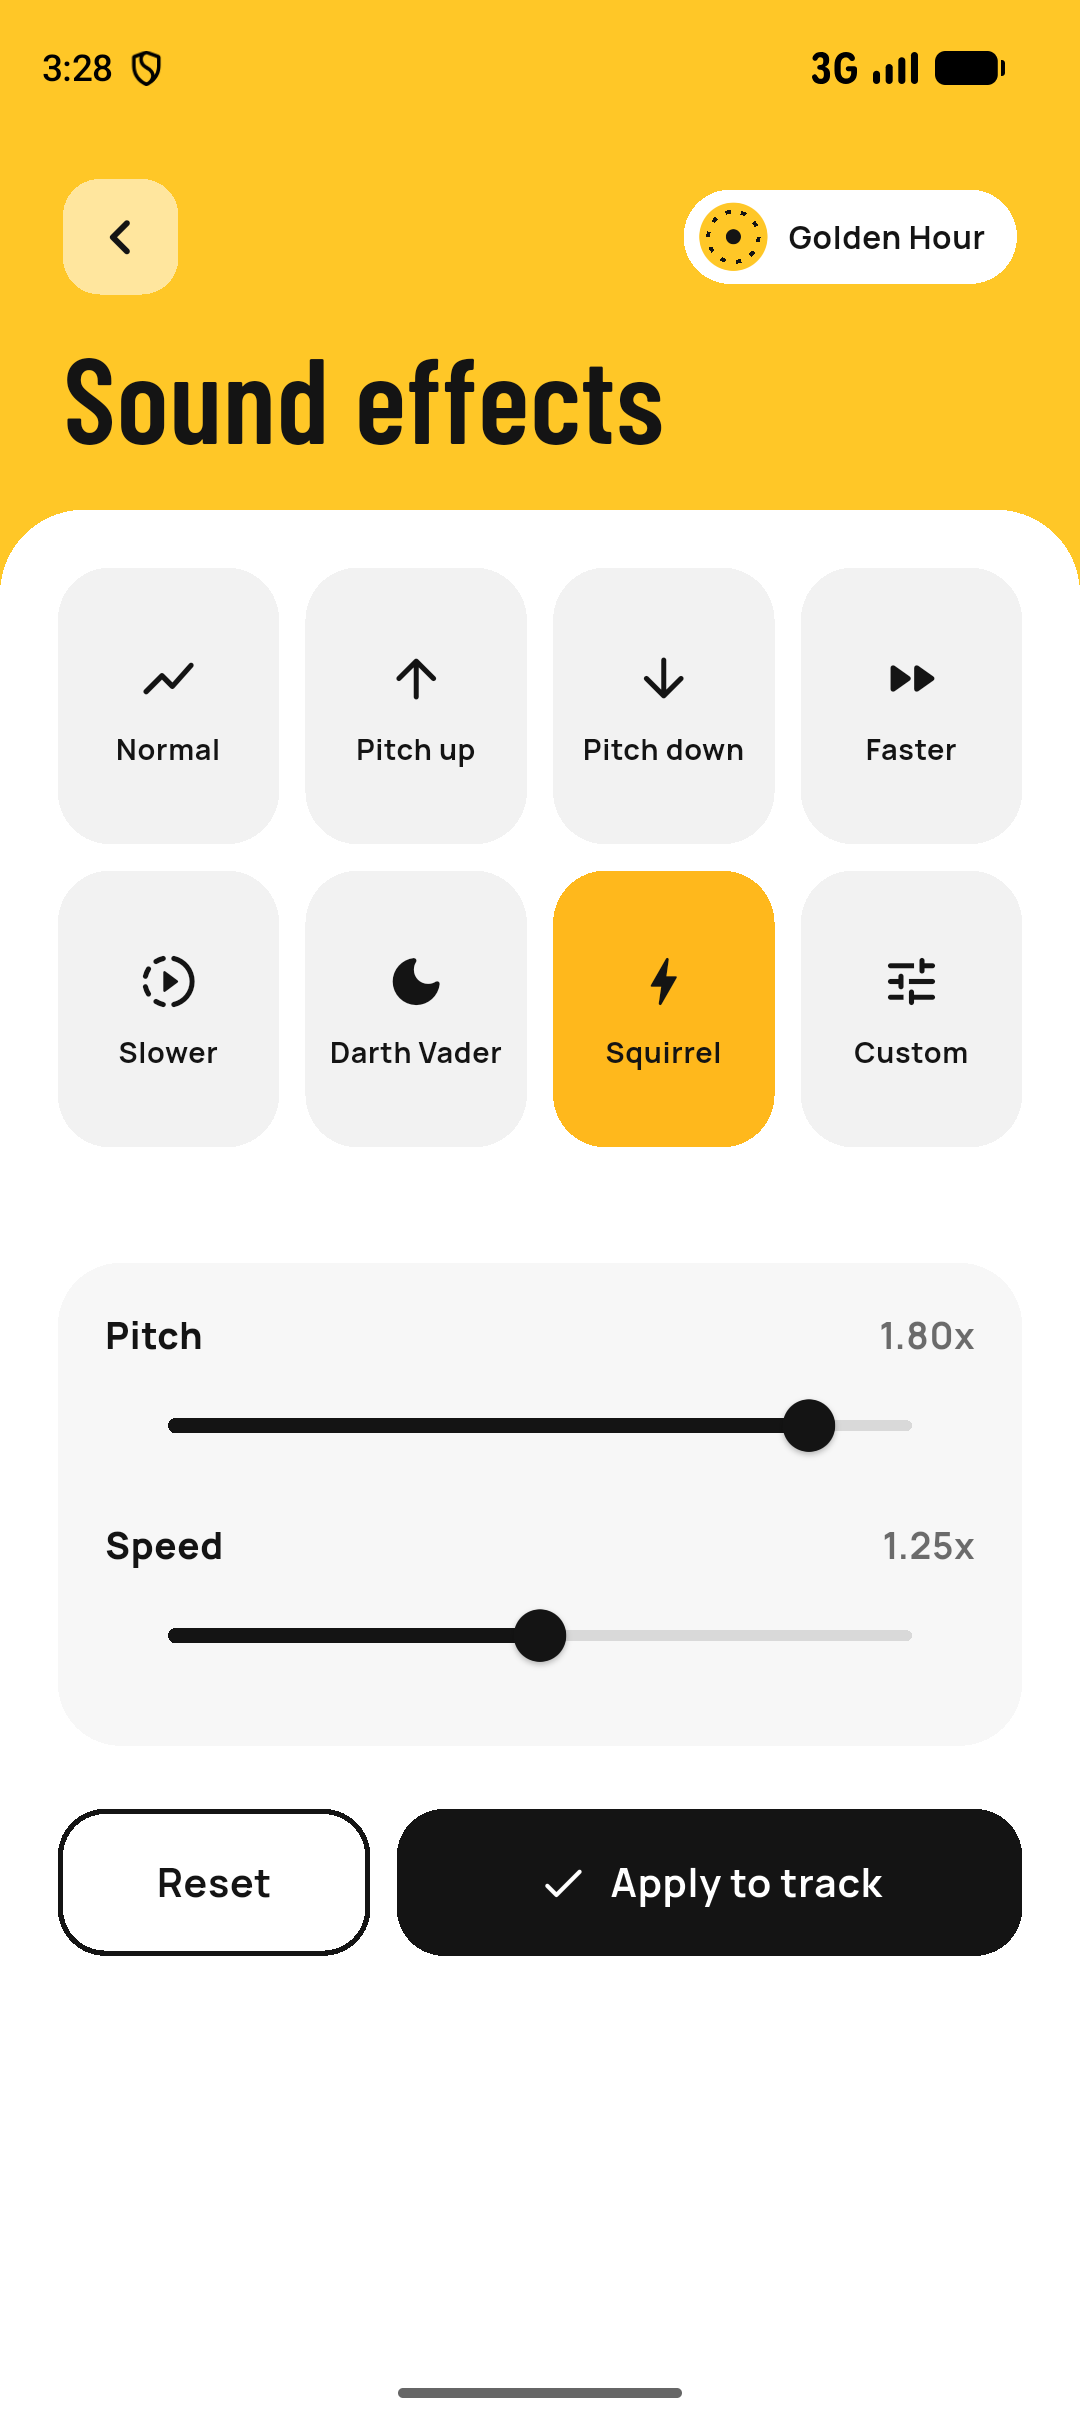 3:28
3G
Golden Hour
Sound effects
Normal
Pitch up
Pitch down
Faster
Slower
Darth Vader
Squirrel
Custom
Pitch
1.80x
Speed
1.25x
Reset
Apply to track